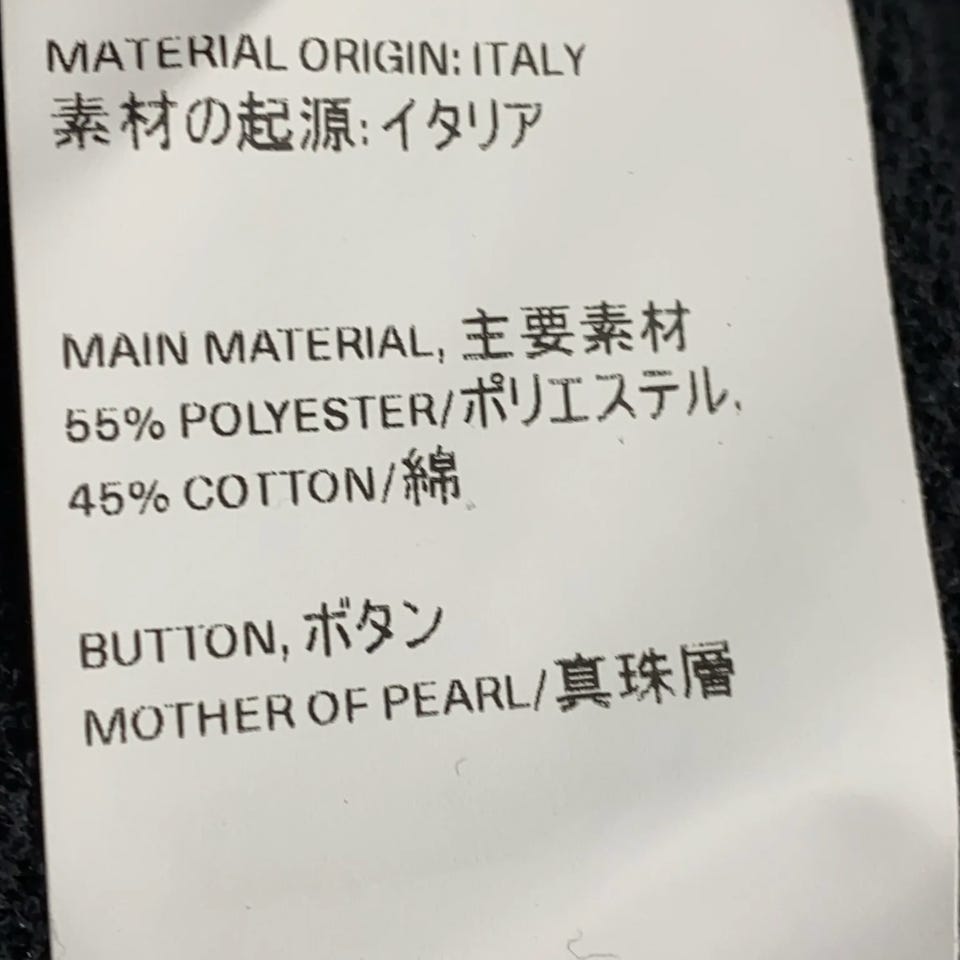 MATERIAL ORIGIN: ITALY
素材の起源: イタリア
MAIN MATERIAL, 主要素材
55% POLYESTER/ポリエステル,
45% COTTON/綿
BUTTON, ボタン
MOTHER OF PEARL/真珠層